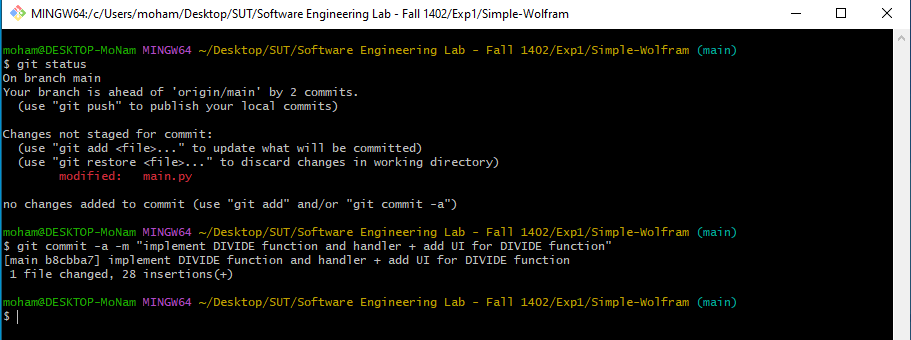 MINGW64:/c/Users/moham/Desktop/SUT/Software Engineering Lab - Fall 1402/Exp1/Simple-Wolfram
moham@DESKTOP-MoNam MINGW64 ~/Desktop/SUT/Software Engineering Lab - Fall 1402/Exp1/Simple-Wolfram (main)
$ git status
On branch main
Your branch is ahead of 'origin/main' by 2 commits.
  (use "git push" to publish your local commits)
Changes not staged for commit:
  (use "git add <file>..." to update what will be committed)
  (use "git restore <file>..." to discard changes in working directory)
        modified:   main.py
no changes added to commit (use "git add" and/or "git commit -a")
moham@DESKTOP-MoNam MINGW64 ~/Desktop/SUT/Software Engineering Lab - Fall 1402/Exp1/Simple-Wolfram (main)
$ git commit -a -m "implement DIVIDE function and handler + add UI for DIVIDE function"
[main b8cbba7] implement DIVIDE function and handler + add UI for DIVIDE function
 1 file changed, 28 insertions(+)
moham@DESKTOP-MoNam MINGW64 ~/Desktop/SUT/Software Engineering Lab - Fall 1402/Exp1/Simple-Wolfram (main)
$